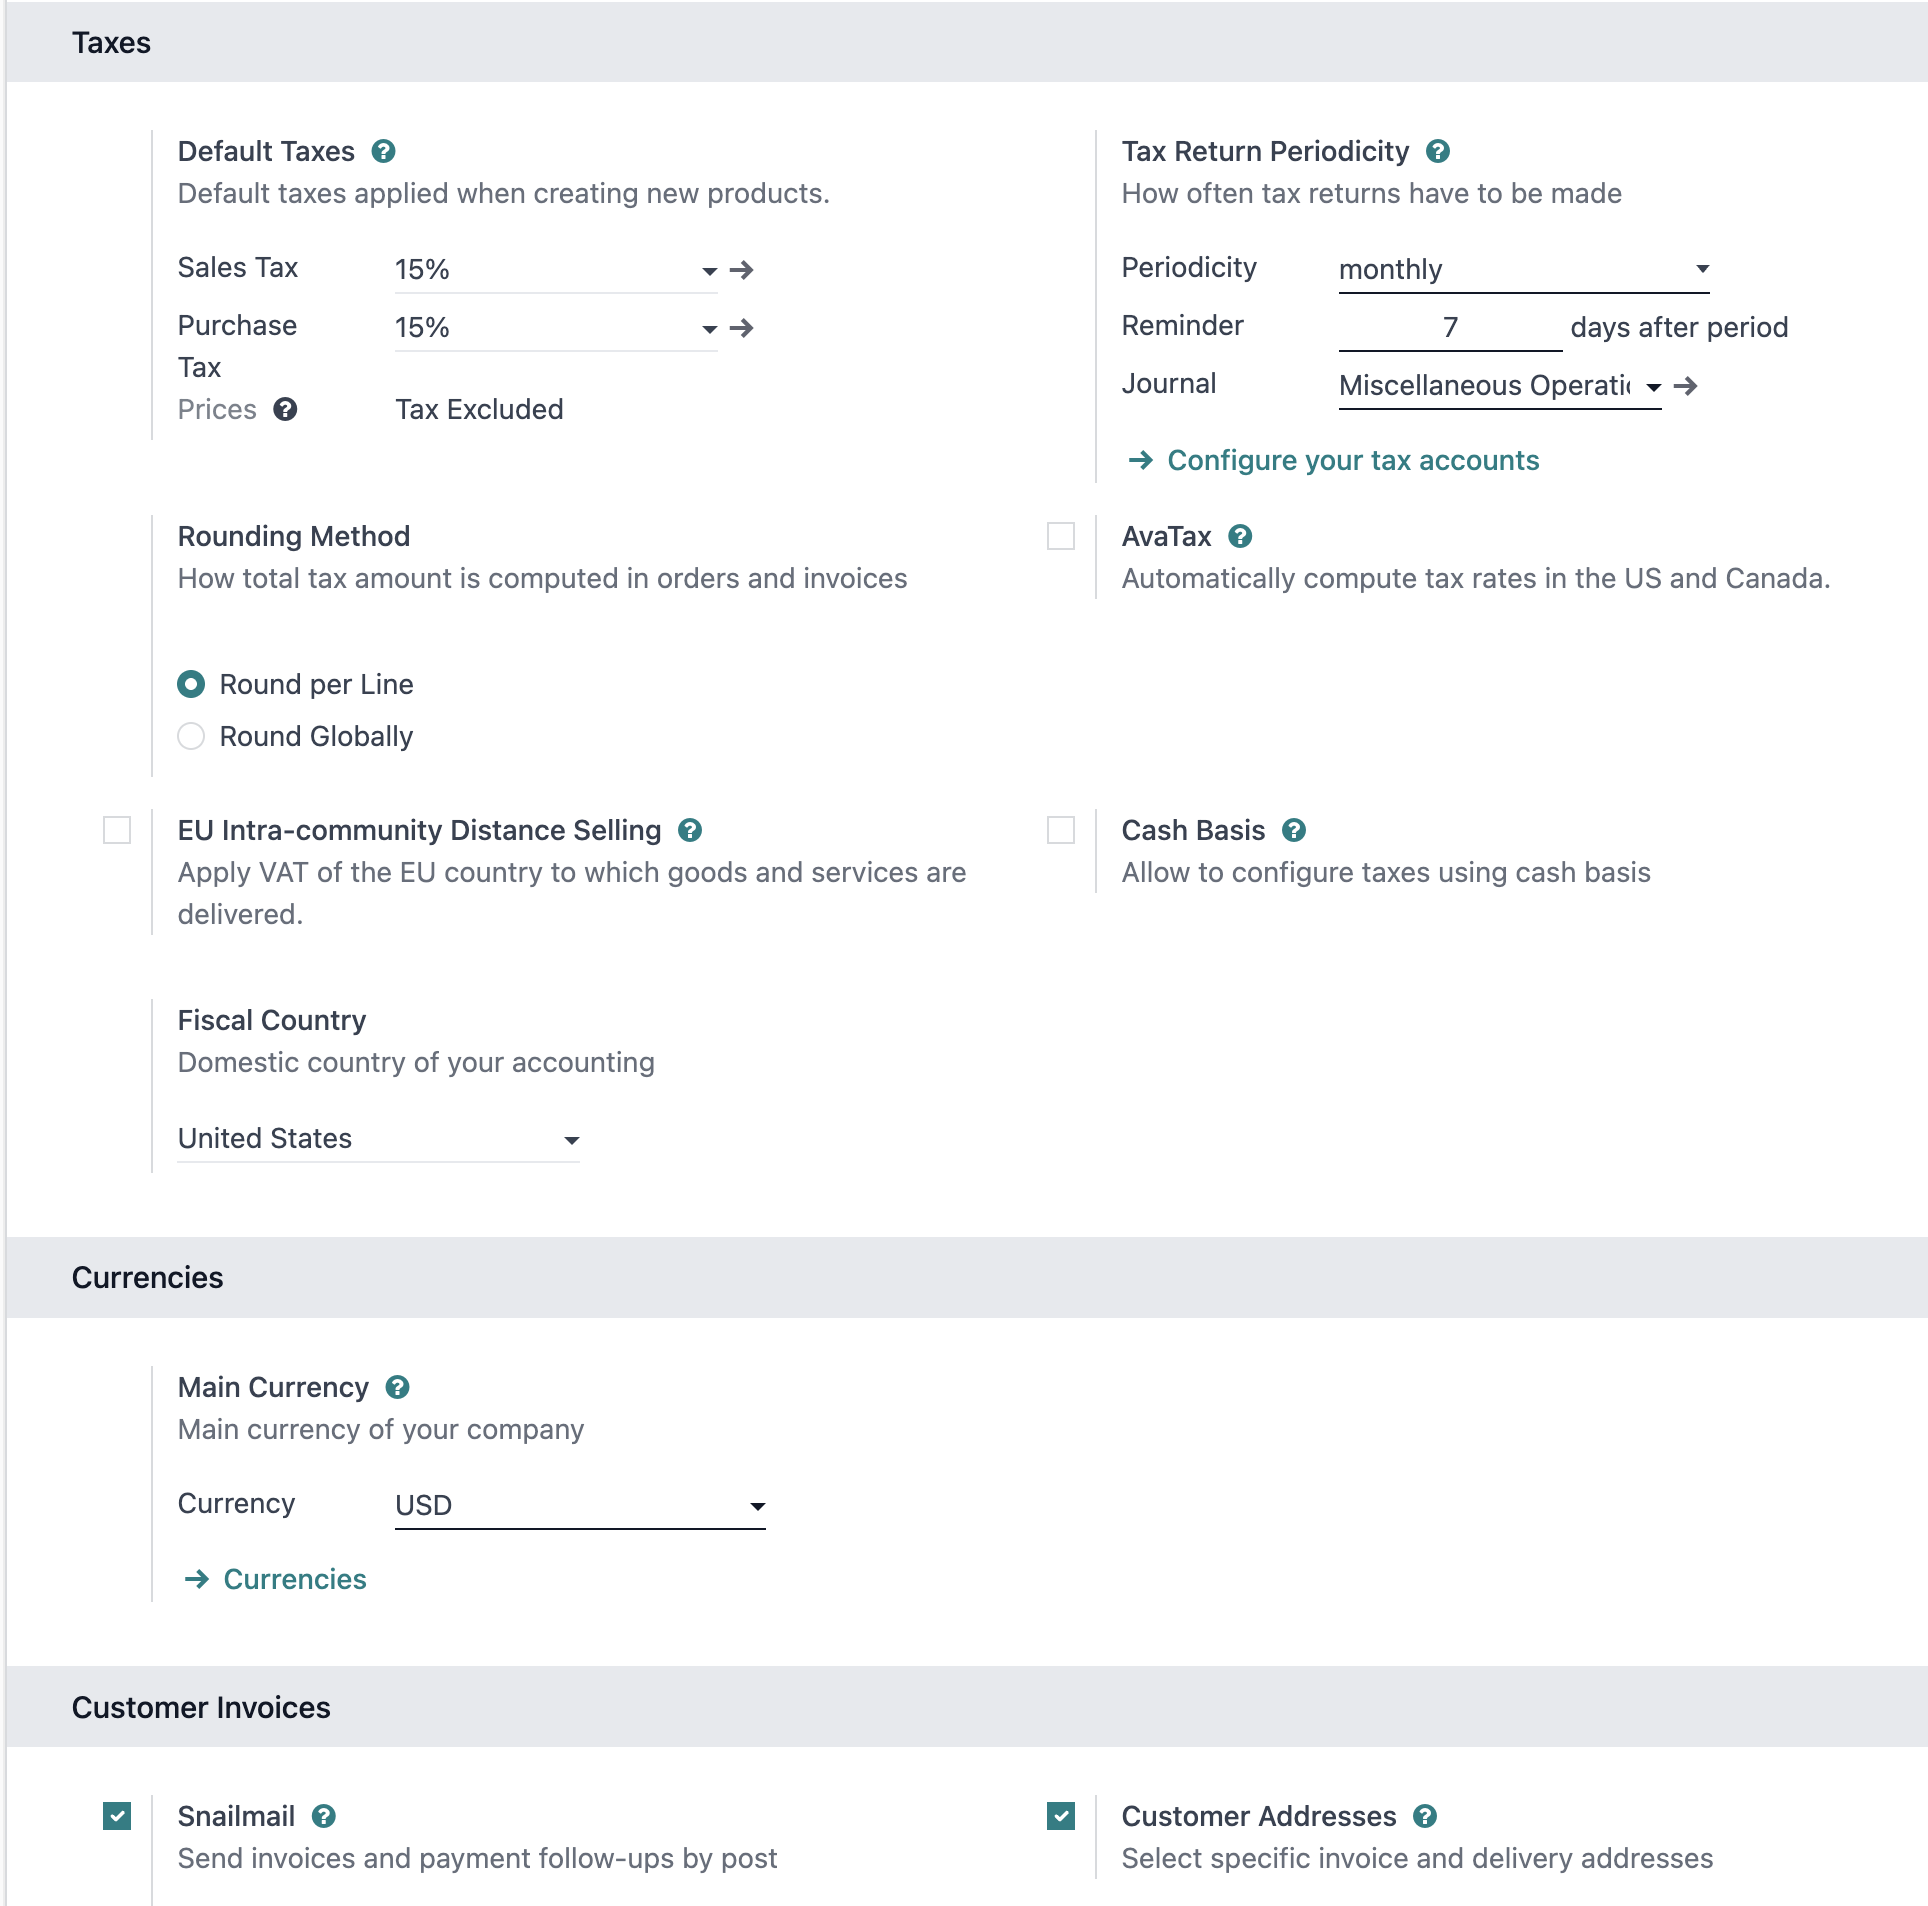 Taxes
Default Taxes ?
Default taxes applied when creating new products.
Sales Tax 15%
Purchase Tax 15%
Prices ? Tax Excluded
Tax Return Periodicity ?
How often tax returns have to be made
Periodicity monthly
Reminder 7 days after period
Journal Miscellaneous Operati
Configure your tax accounts
Rounding Method
How total tax amount is computed in orders and invoices
Round per Line
Round Globally
AvaTax ?
Automatically compute tax rates in the US and Canada.
EU Intra-community Distance Selling ?
Apply VAT of the EU country to which goods and services are
delivered.
Cash Basis ?
Allow to configure taxes using cash basis
Fiscal Country
Domestic country of your accounting
United States
Currencies
Main Currency ?
Main currency of your company
Currency USD
Currencies
Customer Invoices
Snailmail ?
Send invoices and payment follow-ups by post
Customer Addresses ?
Select specific invoice and delivery addresses